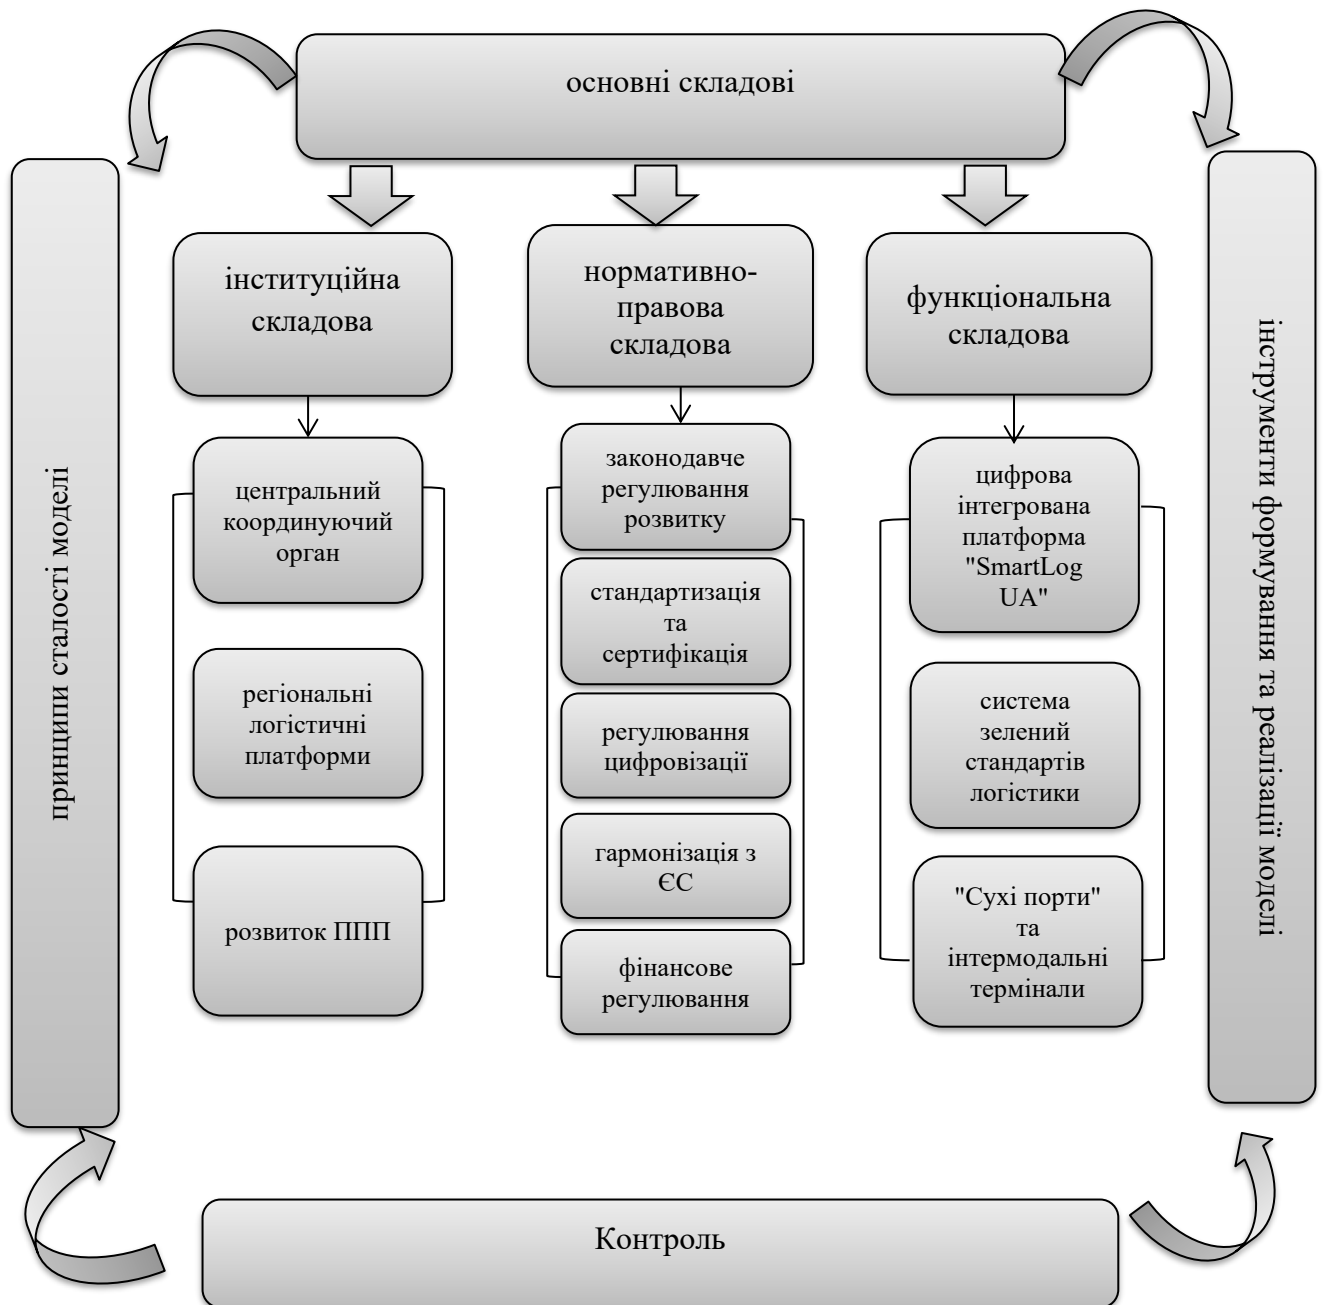 основні складові
принципи сталості моделі
інституційна
складова
центральний
координуючий
орган
регіональні
логістичні
платформи
розвиток ППП
нормативно-
правова
складова
законодавче
регулювання
розвитку
стандартизація
та
сертифікація
регулювання
цифровізації
гармонізація з
ЄС
фінансове
регулювання
функціональна
складова
цифрова
інтегрована
платформа
"SmartLog
UA"
система
зелений
стандартів
логістики
"Сухі порти"
та
інтермодальні
термінали
інструменти формування та реалізації моделі
Контроль